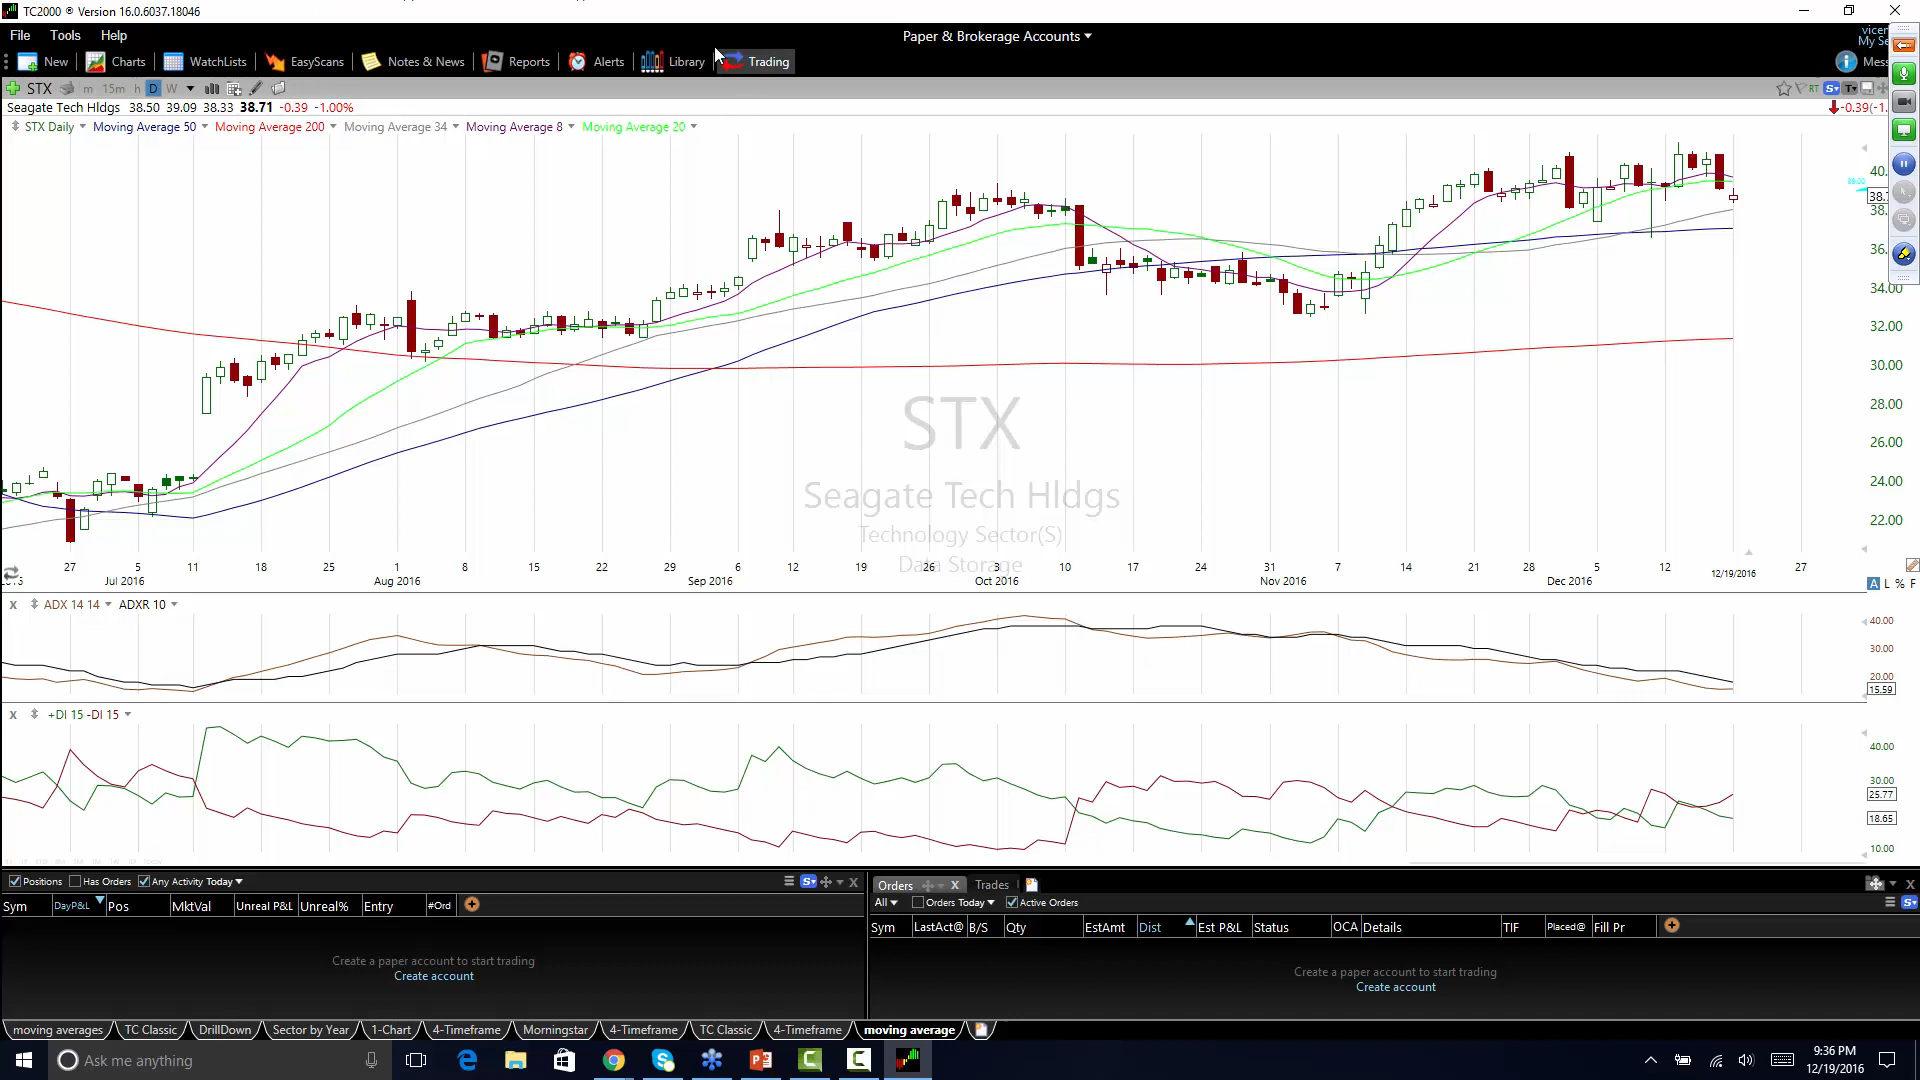 TC2000 ® Version 16.0.6037.18046
File Tools Help
Paper & Brokerage Accounts
New Charts WatchLists EasyScans Notes & News Reports Alerts Library Trading
STX m 15m h D W
RT
Seagate Tech Hldgs 38.50 39.09 38.33 38.71 -0.39 -1.00%
STX Daily Moving Average 50 Moving Average 200 Moving Average 34 Moving Average 8 Moving Average 20
34.00
32.00
30.00
28.00
26.00
24.00
22.00
STX
Seagate Tech Hldgs
Technology Sector(S)
Data Storage
27 5 11 18 1 8 15 22 29 6 12 19 26 3 10 17 24 31 7 14 21 28 5 12 27
Jul 2016 Aug 2016 Sep 2016 Oct 2016 Nov 2016 Dec 2016 12/19/2016
A L % F
x ADX 14 14 ADXR 10
40.00
30.00
20.00
15.59
x +DI 15 -DI 15
40.00
30.00
25.77
18.65
10.00
Positions Has Orders Any Activity Today
Sym DayP&L Pos MktVal Unreal P&L Unreal% Entry #Ord
Create a paper account to start trading
Create account
Orders x Trades
All Orders Today Active Orders
Sym LastAct@ B/S Qty EstAmt Dist Est P&L Status OCA Details TIF Placed@ Fill Pr
Create a paper account to start trading
Create account
moving averages TC Classic DrillDown Sector by Year 1-Chart 4-Timeframe Morningstar 4-Timeframe TC Classic 4-Timeframe moving average
Ask me anything
9:36 PM
12/19/2016